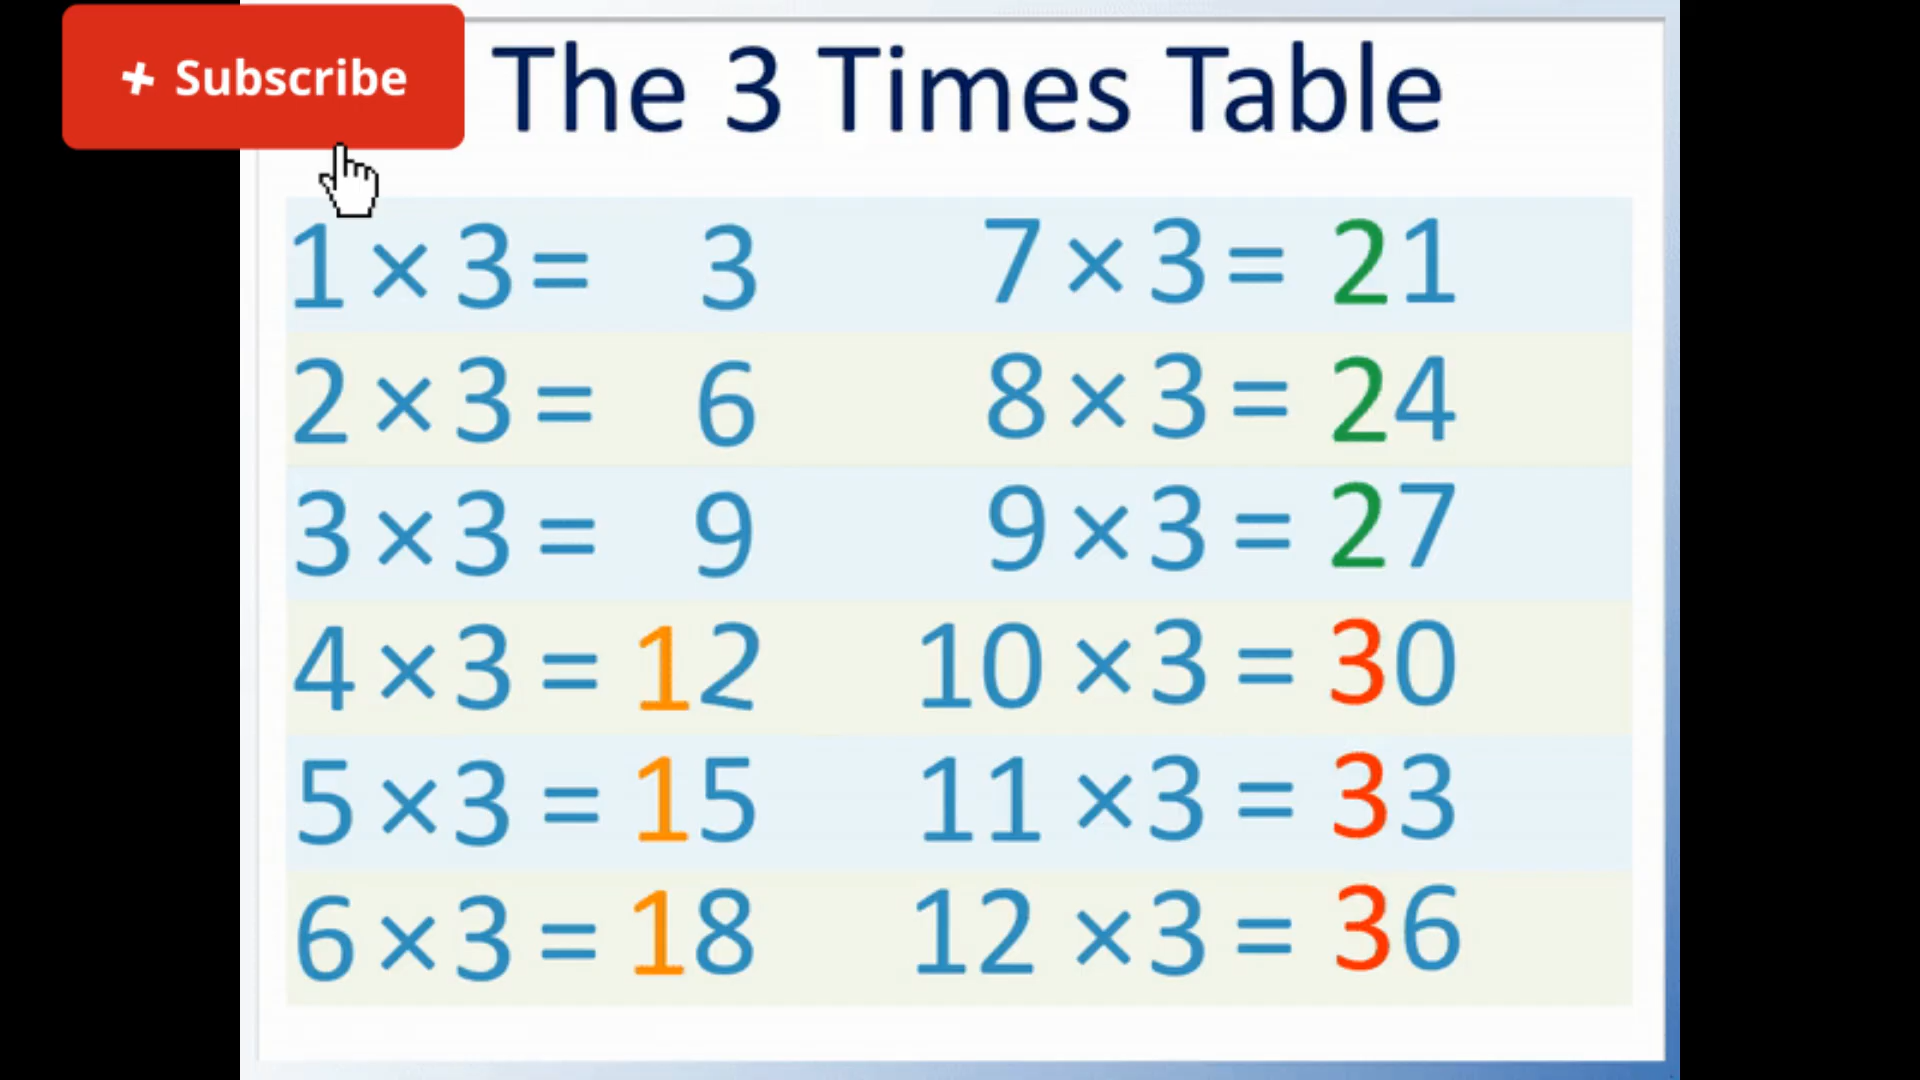 + Subscribe
The 3 Times Table
1 × 3 = 3
2 × 3 = 6
3 × 3 = 9
4 × 3 = 12
5 × 3 = 15
6 × 3 = 18
7 × 3 = 21
8 × 3 = 24
9 × 3 = 27
10 × 3 = 30
11 × 3 = 33
12 × 3 = 36